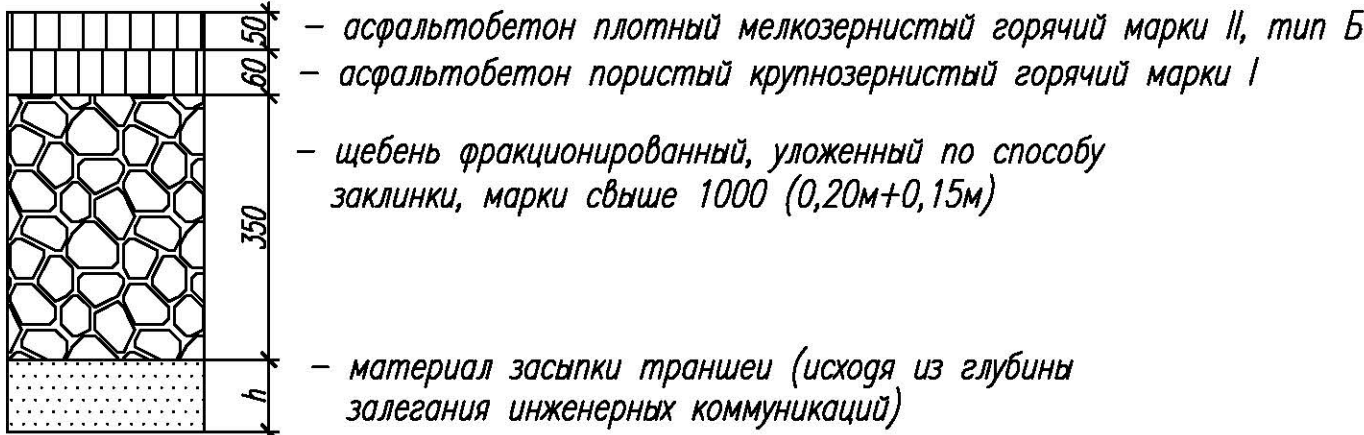 50 – асфальтобетон плотный мелкозернистый горячий марки II, тип Б
60 – асфальтобетон пористый крупнозернистый горячий марки I
350 – щебень фракционированный, уложенный по способу
заклинки, марки свыше 1000 (0,20м+0,15м)
h – материал засыпки траншеи (исходя из глубины
залегания инженерных коммуникаций)